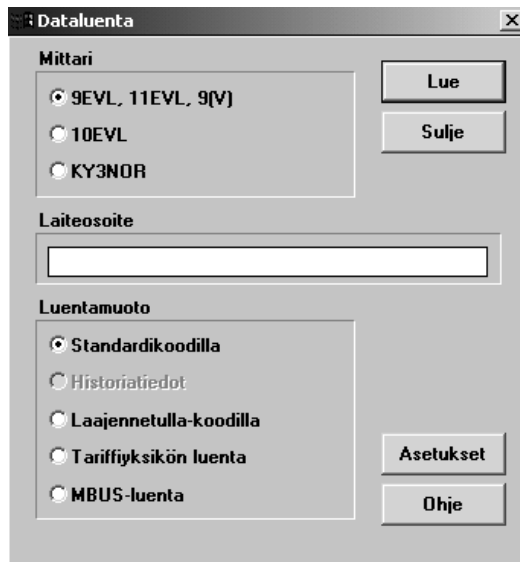 Dataluenta
Mittari
9EVL, 11EVL, 9(V)
10EVL
KY3NOR
Lue
Sulje
Laiteosoite
Luentamuoto
Standardikoodilla
Historiatiedot
Laajennetulla-koodilla
Tariffiyksikön luenta
MBUS-luenta
Asetukset
Ohje